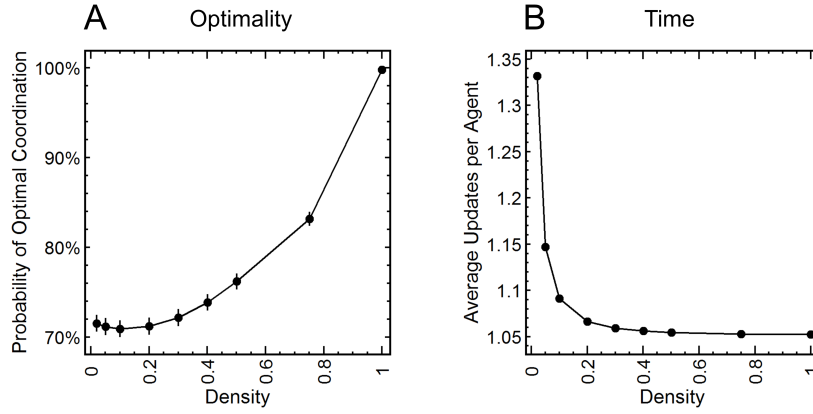 A
Optimality
Probability of Optimal Coordination
100%
90%
80%
70%
0
0.2
0.4
0.6
0.8
1
Density
B
Time
Average Updates per Agent
1.35
1.3
1.25
1.2
1.15
1.1
1.05
0
0.2
0.4
0.6
0.8
1
Density